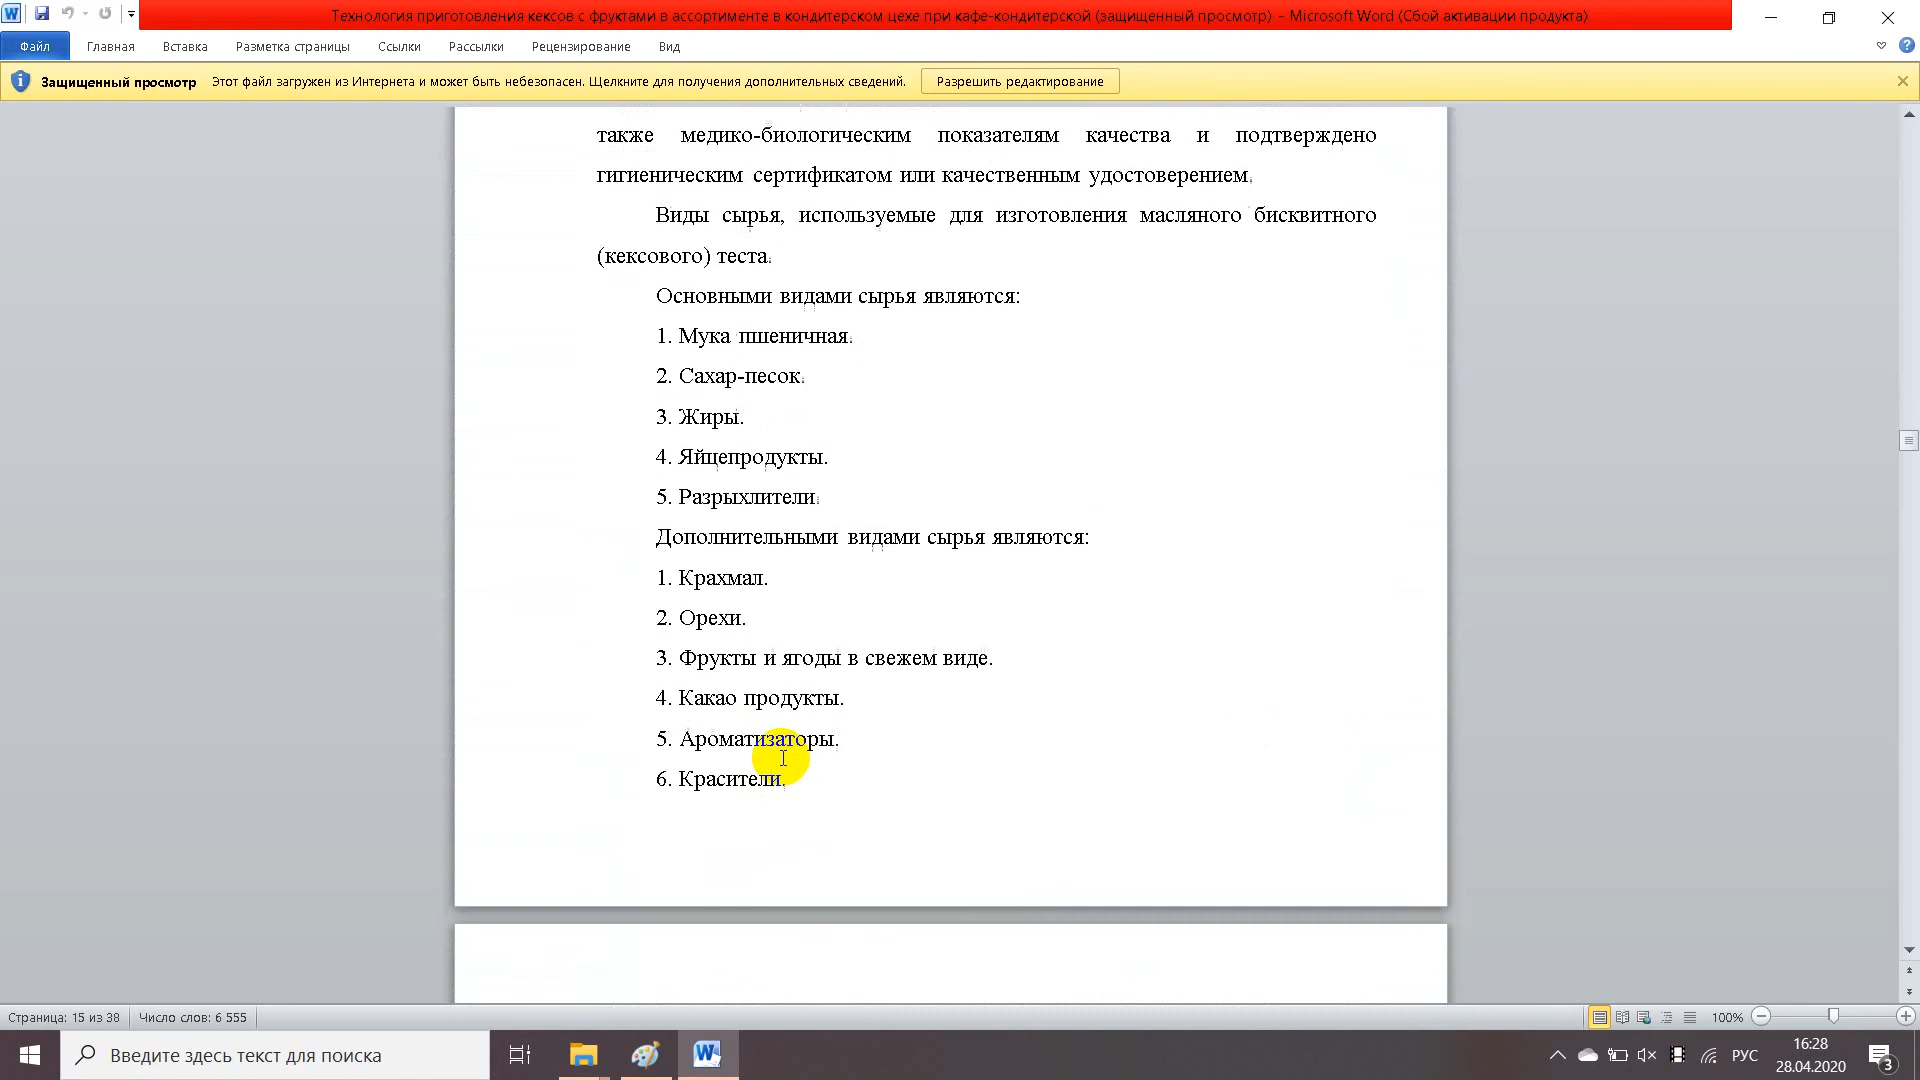 Технология приготовления кексов с фруктами в ассортименте в кондитерском цехе при кафе-кондитерской (защищенный просмотр) - Microsoft Word (Сбой активации продукта)
Файл Главная Вставка Разметка страницы Ссылки Рассылки Рецензирование Вид
Защищенный просмотр Этот файл загружен из Интернета и может быть небезопасен. Щелкните для получения дополнительных сведений. Разрешить редактирование
также медико-биологическим показателям качества и подтверждено
гигиеническим сертификатом или качественным удостоверением.
Виды сырья, используемые для изготовления масляного бисквитного
(кексового) теста.
Основными видами сырья являются:
1. Мука пшеничная.
2. Сахар-песок.
3. Жиры.
4. Яйцепродукты.
5. Разрыхлители.
Дополнительными видами сырья являются:
1. Крахмал.
2. Орехи.
3. Фрукты и ягоды в свежем виде.
4. Какао продукты.
5. Ароматизаторы.
6. Красители.
Страница: 15 из 38 Число слов: 6 555 100%
Введите здесь текст для поиска РУС 16:28
28.04.2020 3